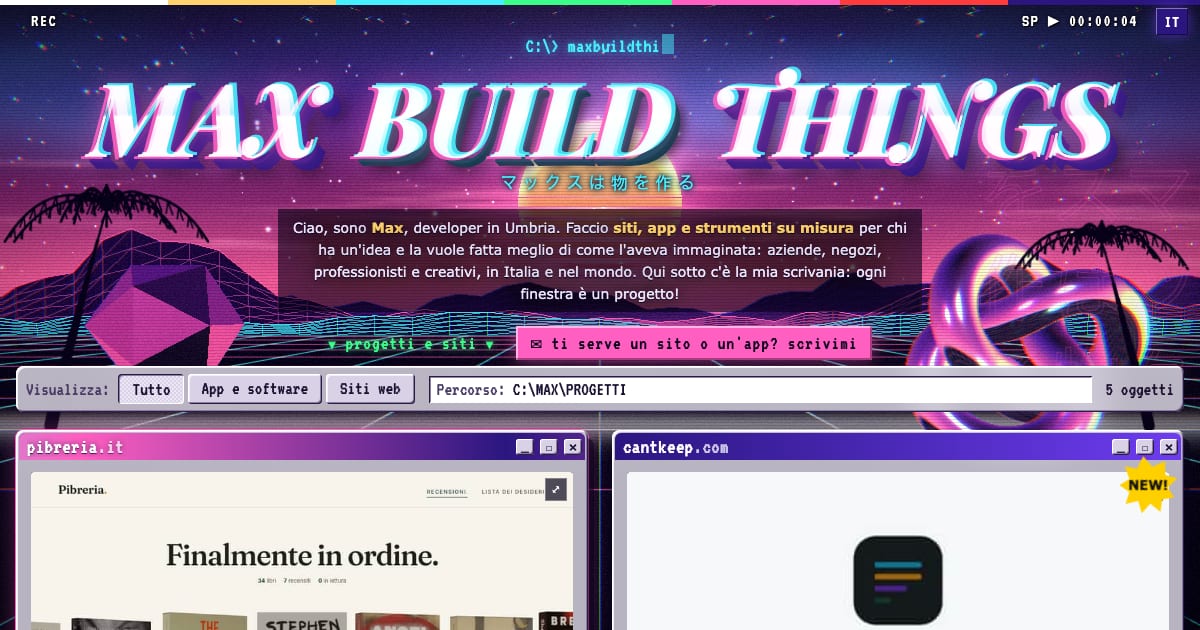 REC
SP ▶ 00:00:04
IT
C:\> maxbuildthi
MAX BUILD THINGS
マックスは物を作る
Ciao, sono Max, developer in Umbria. Faccio siti, app e strumenti su misura per chi
ha un'idea e la vuole fatta meglio di come l'aveva immaginata: aziende, negozi,
professionisti e creativi, in Italia e nel mondo. Qui sotto c'è la mia scrivania: ogni
finestra è un progetto!
▼ progetti e siti ▼
✉ ti serve un sito o un'app? scrivimi
Visualizza: Tutto App e software Siti web Percorso: C:\MAX\PROGETTI 5 oggetti
pibreria.it
Pibreria.
RECENSIONI LISTA DEI DESIDERI
Finalmente in ordine.
34 libri 7 recensiti 0 in lettura
THE
STEPHEN
BRE
cantkeep.com
NEW!